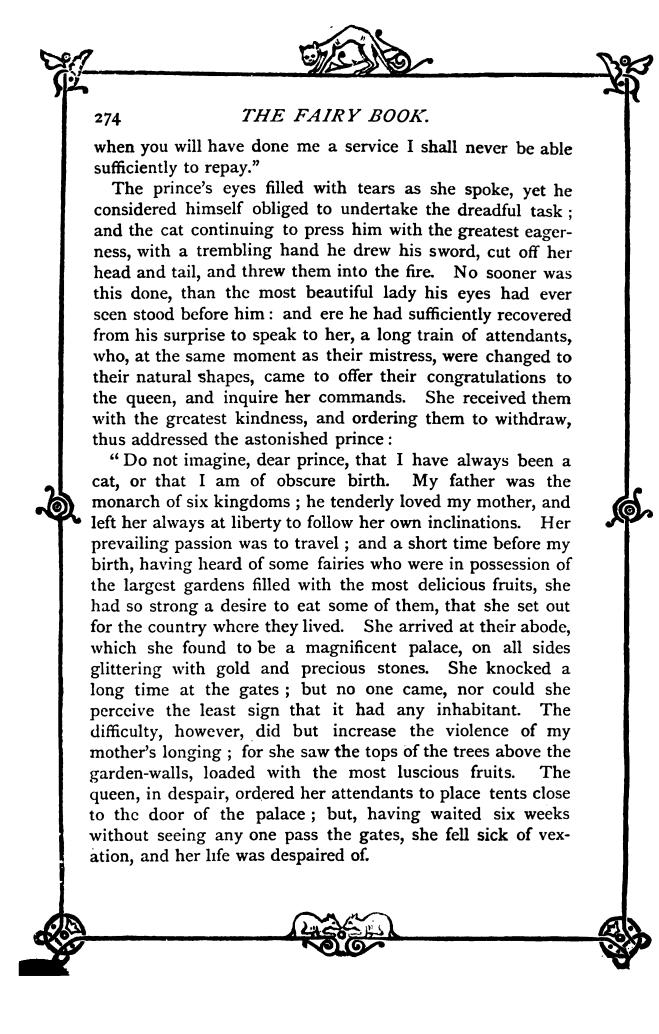 274 THE FAIRY BOOK.
when you will have done me a service I shall never be able
sufficiently to repay.”
The prince’s eyes filled with tears as she spoke, yet he
considered himself obliged to undertake the dreadful task ;
and the cat continuing to press him with the greatest eager-
ness, with a trembling hand he drew his sword, cut off her
head and tail, and threw them into the fire. No sooner was
this done, than the most beautiful lady his eyes had ever
seen stood before him : and ere he had sufficiently recovered
from his surprise to speak to her, a long train of attendants,
who, at the same moment as their mistress, were changed to
their natural shapes, came to offer their congratulations to
the queen, and inquire her commands. She received them
with the greatest kindness, and ordering them to withdraw,
thus addressed the astonished prince :
“ Do not imagine, dear prince, that I have always been a
cat, or that I am of obscure birth. My father was the
monarch of six kingdoms ; he tenderly loved my mother, and
left her always at liberty to follow her own inclinations. Her
prevailing passion was to travel ; and a short time before my
birth, having heard of some fairies who were in possession of
the largest gardens filled with the most delicious fruits, she
had so strong a desire to eat some of them, that she set out
for the country where they lived. She arrived at their abode,
which she found to be a magnificent palace, on all sides
glittering with gold and precious stones. She knocked a
long time at the gates ; but no one came, nor could she
perceive the least sign that it had any inhabitant. The
difficulty, however, did but increase the violence of my
mother’s longing ; for she saw the tops of the trees above the
garden-walls, loaded with the most luscious fruits. The
queen, in despair, ordered her attendants to place tents close
to the door of the palace ; but, having waited six weeks
without seeing any one pass the gates, she fell sick of vex-
ation, and her life was despaired of.